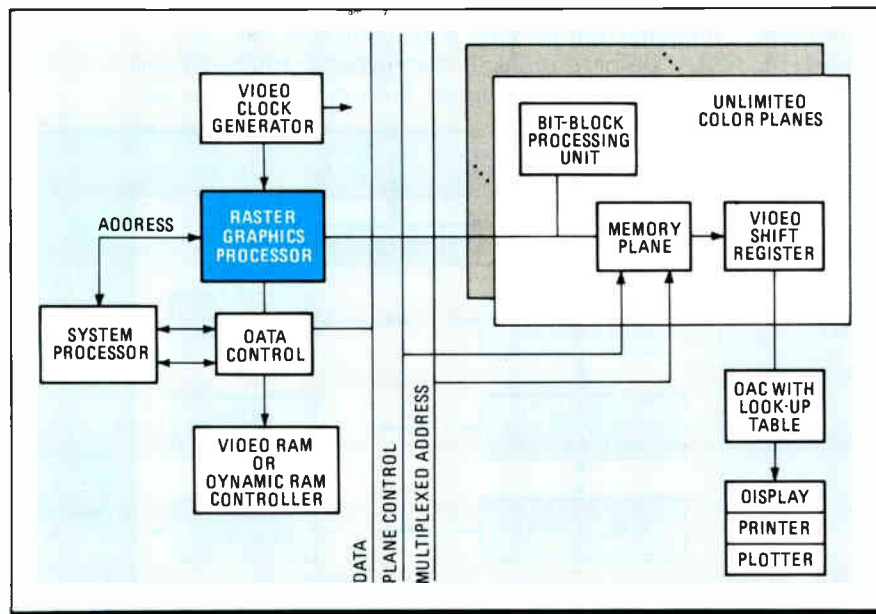 VIDEO
CLOCK
GENERATOR
UNLIMITED
COLOR PLANES
BIT-BLOCK
PROCESSING
UNIT
ADDRESS
RASTER
GRAPHICS
PROCESSOR
MEMORY
PLANE
VIDEO
SHIFT
REGISTER
SYSTEM
PROCESSOR
DATA
CONTROL
VIDEO RAM
OR
DYNAMIC RAM
CONTROLLER
DATA
PLANE CONTROL
MULTIPLEXED ADDRESS
DAC WITH
LOOK-UP
TABLE
DISPLAY
PRINTER
PLOTTER